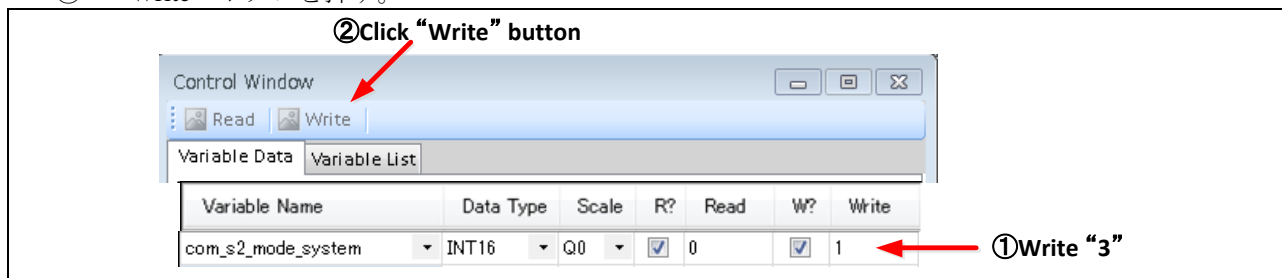 ②Click “Write” button
Control Window
Read Write
Variable Data Variable List
Variable Name Data Type Scale R? Read W? Write
com_s2_mode_system INT16 Q0 0 1
①Write “3”